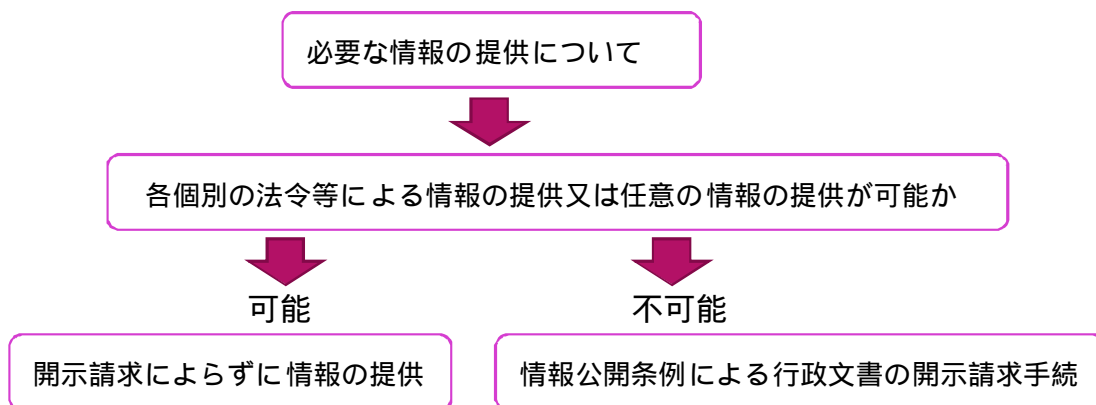 必要な情報の提供について
各個別の法令等による情報の提供又は任意の情報の提供が可能か
可能
不可能
開示請求によらずに情報の提供
情報公開条例による行政文書の開示請求手続